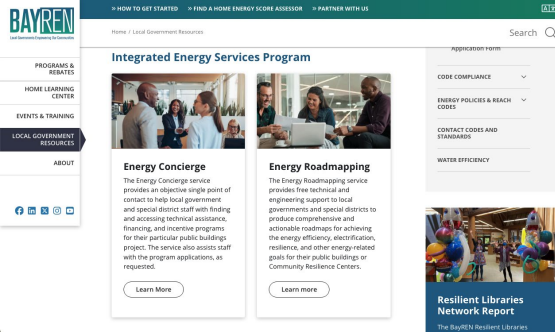 » HOW TO GET STARTED » FIND A HOME ENERGY SCORE ASSESSOR » PARTNER WITH US
BAYREN
Local Governments Empowering Our Communities
Home / Local Government Resources
Search
PROGRAMS &
REBATES
HOME LEARNING
CENTER
EVENTS & TRAINING
LOCAL GOVERNMENT
RESOURCES
ABOUT
Integrated Energy Services Program
Energy Concierge
The Energy Concierge service
provides an objective single point of
contact to help local government
and special district staff with finding
and accessing technical assistance,
financing, and incentive programs
for their particular public buildings
project. The service also assists staff
with the program applications, as
requested.
Learn More
Energy Roadmapping
The Energy Roadmapping service
provides free technical and
engineering support to local
governments and special districts to
produce comprehensive and
actionable roadmaps for achieving
the energy efficiency, electrification,
resilience, and other energy-related
goals for their public buildings or
Community Resilience Centers.
Learn more
Application Form
CODE COMPLIANCE
ENERGY POLICIES & REACH
CODES
CONTACT CODES AND
STANDARDS
WATER EFFICIENCY
Resilient Libraries
Network Report
The BayREN Resilient Libraries